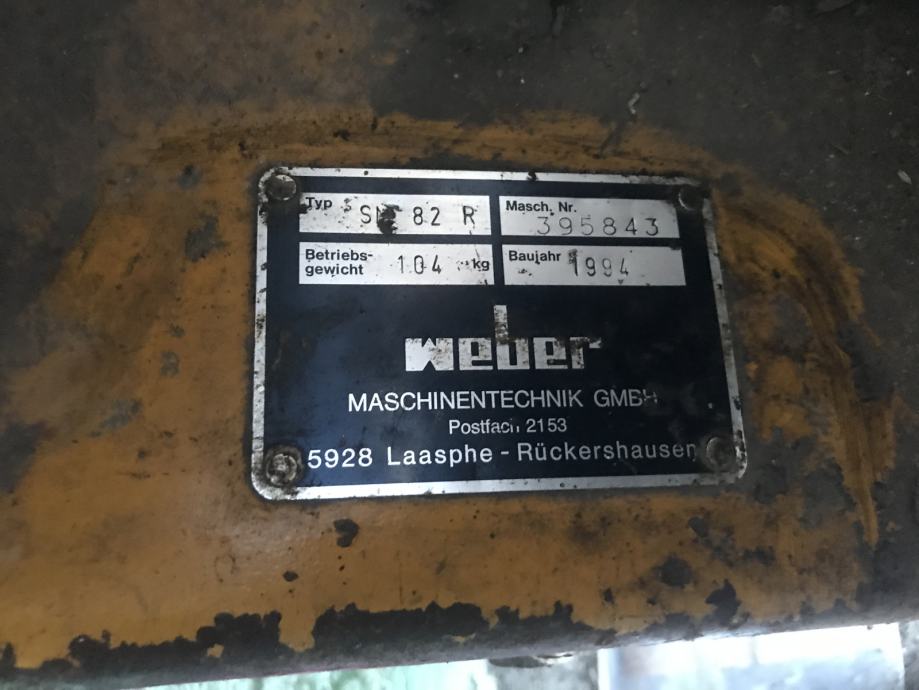 Typ 82 R Masch. Nr. 395843
Betriebs-
gewicht 104 kg Baujahr 1994
weber
MASCHINENTECHNIK GMBH
Postfach 2153
5928 Laasphe - Rückershausen